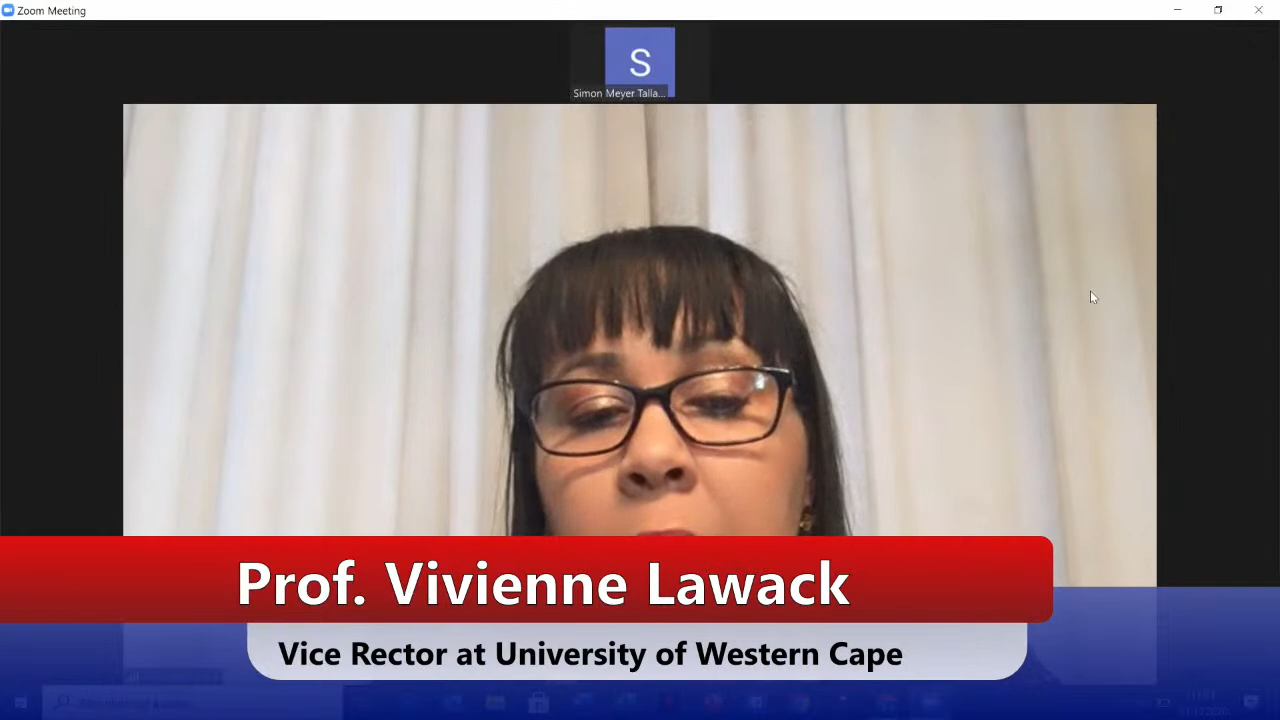 Zoom Meeting
S
Simon Meyer Talla...
Prof. Vivienne Lawack
Vice Rector at University of Western Cape